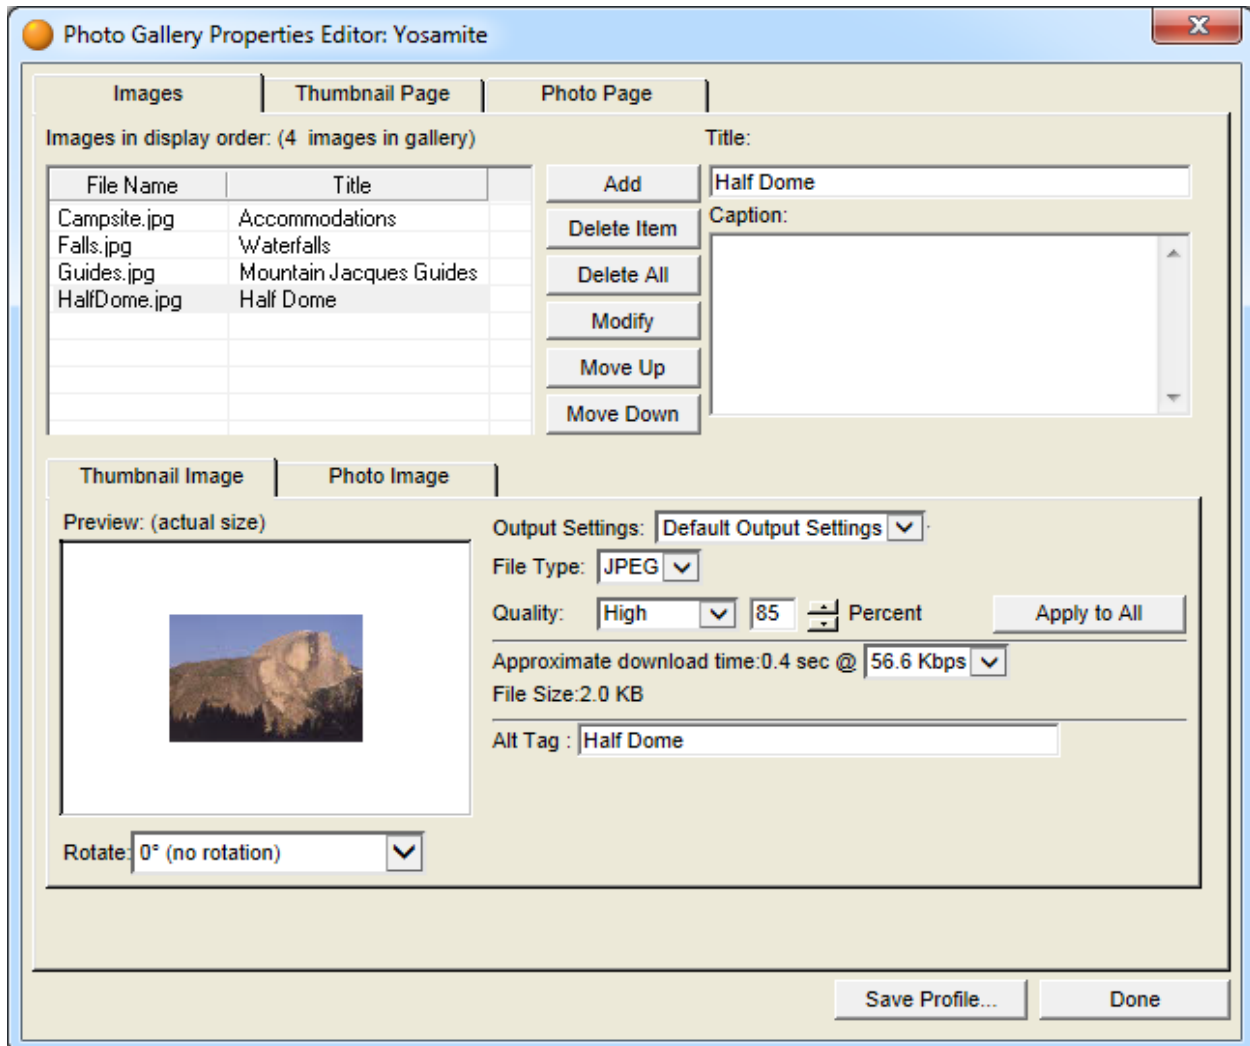 Photo Gallery Properties Editor: Yosamite
Images
Thumbnail Page
Photo Page
Images in display order: (4 images in gallery)
File Name Title
Campsite.jpg Accommodations
Falls.jpg Waterfalls
Guides.jpg Mountain Jacques Guides
HalfDome.jpg Half Dome
Add
Delete Item
Delete All
Modify
Move Up
Move Down
Title:
Half Dome
Caption:
Thumbnail Image
Photo Image
Preview: (actual size)
Rotate: 0° (no rotation)
Output Settings: Default Output Settings
File Type: JPEG
Quality: High 85 Percent Apply to All
Approximate download time:0.4 sec @ 56.6 Kbps
File Size:2.0 KB
Alt Tag : Half Dome
Save Profile... Done